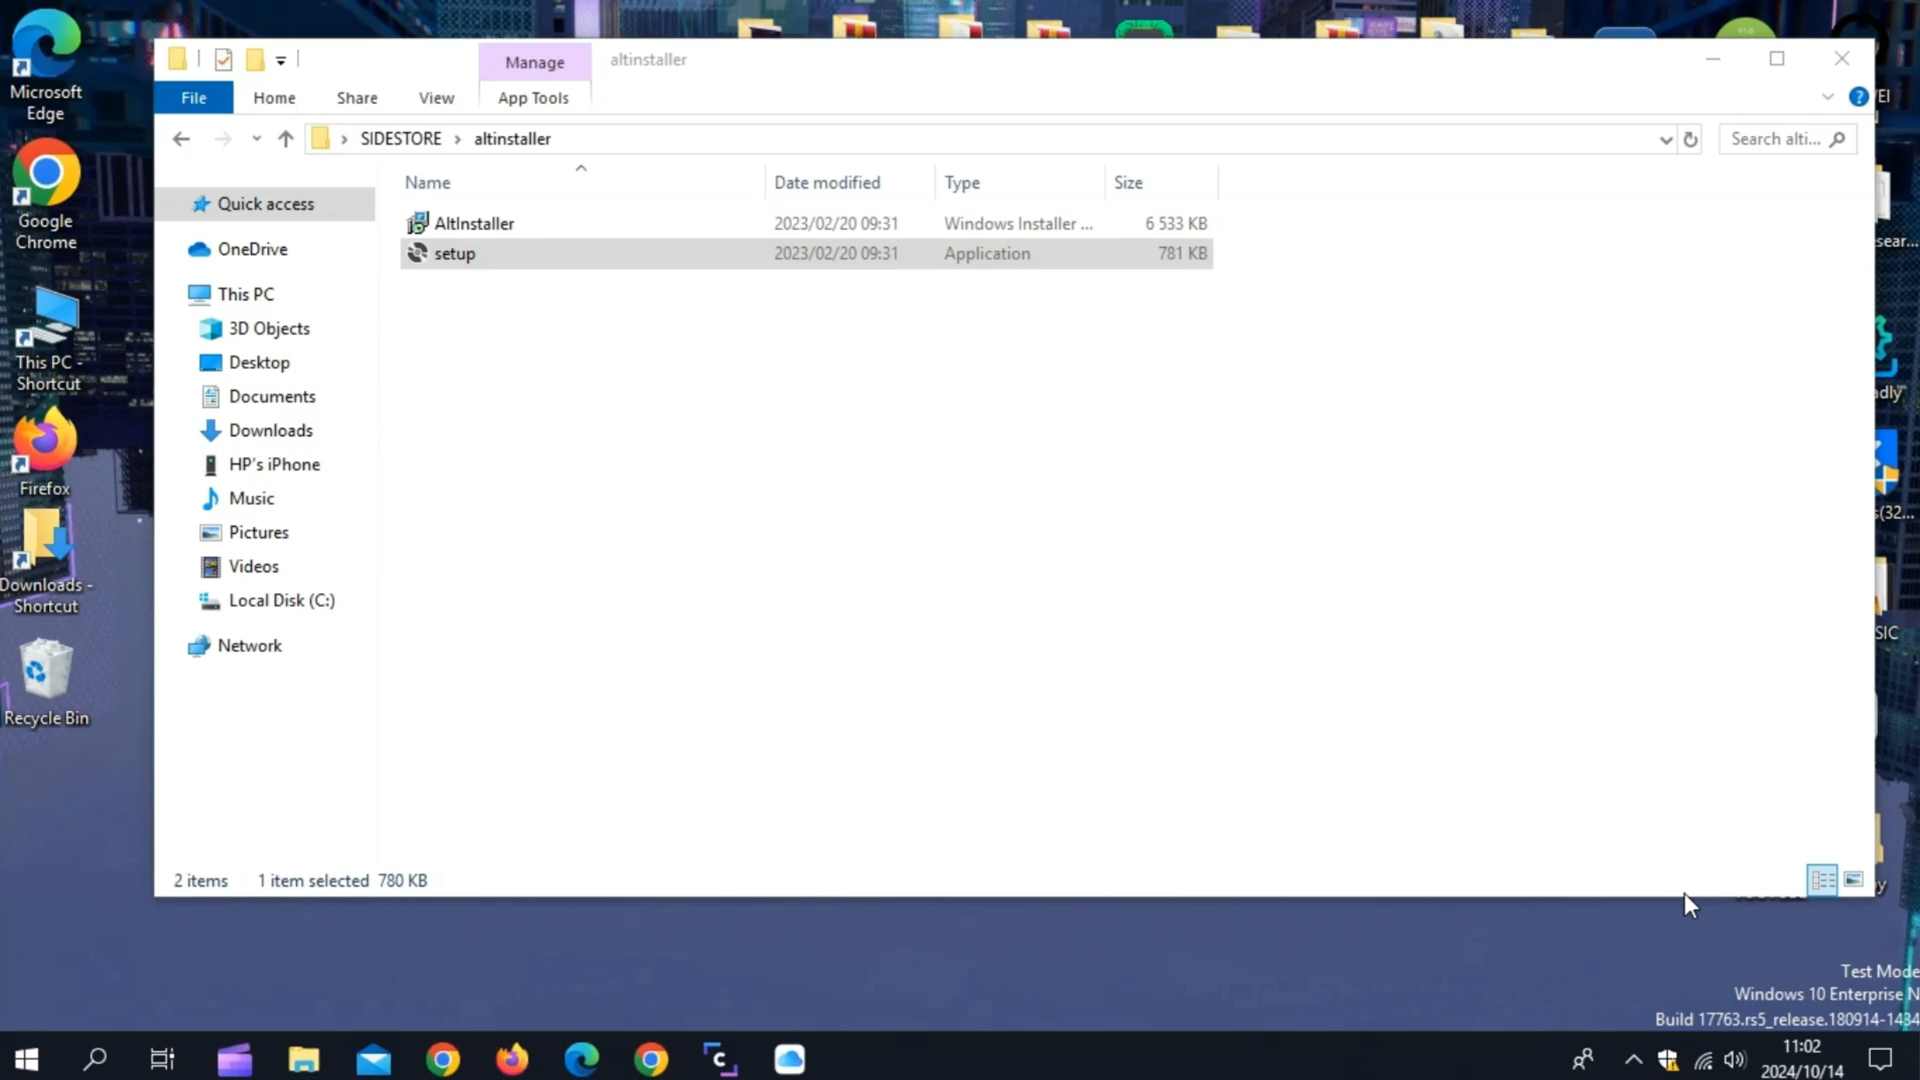 Microsoft
Edge
Google
Chrome
This PC -
Shortcut
Firefox
Downloads -
Shortcut
Recycle Bin
Manage
altinstaller
File
Home
Share
View
App Tools
SIDESTORE
altinstaller
Search alti...
Name
Date modified
Type
Size
AltInstaller
2023/02/20 09:31
Windows Installer ...
6 533 KB
setup
2023/02/20 09:31
Application
781 KB
Quick access
OneDrive
This PC
3D Objects
Desktop
Documents
Downloads
HP's iPhone
Music
Pictures
Videos
Local Disk (C:)
Network
2 items
1 item selected 780 KB
Test Mode
Windows 10 Enterprise N
Build 17763.rs5_release.180914-1434
11:02
2024/10/14